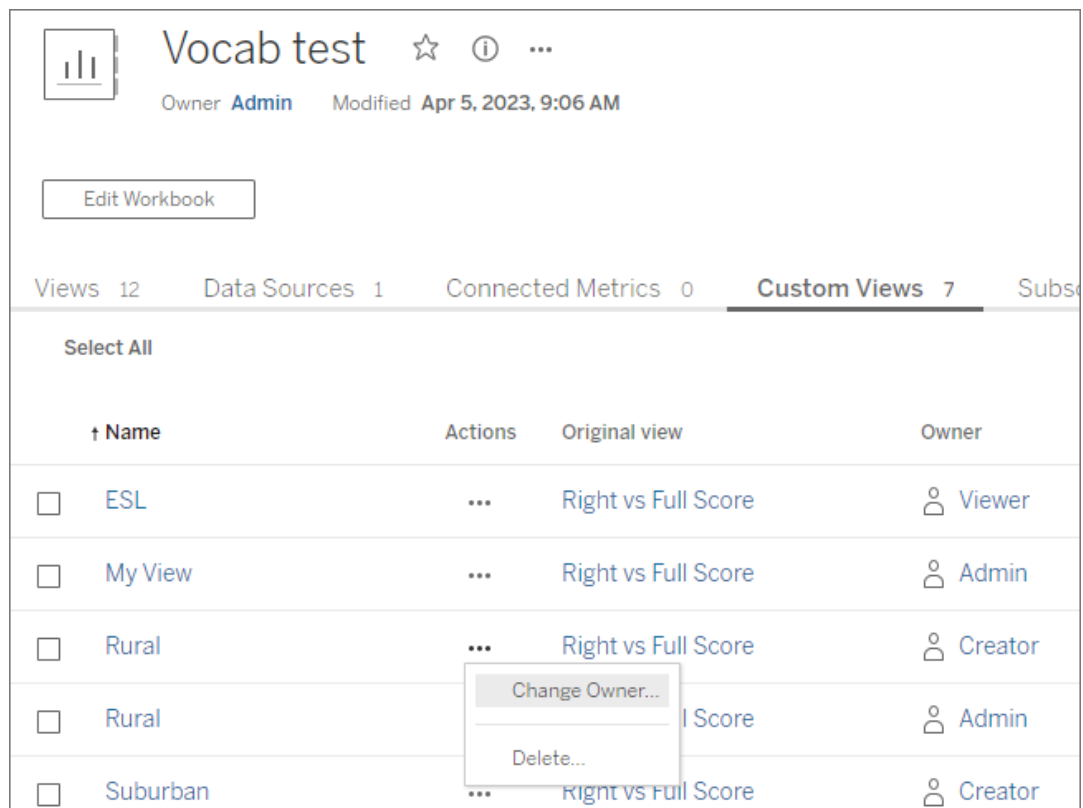 Vocab test
Owner Admin Modified Apr 5, 2023, 9:06 AM
Edit Workbook
Views 12 Data Sources 1 Connected Metrics 0 Custom Views 7
Select All
↑ Name Actions Original view Owner
ESL ... Right vs Full Score Viewer
My View ... Right vs Full Score Admin
Rural ... Right vs Full Score Creator
Change Owner...
Rural l Score Admin
Delete...
Suburban ... Right vs Full Score Creator